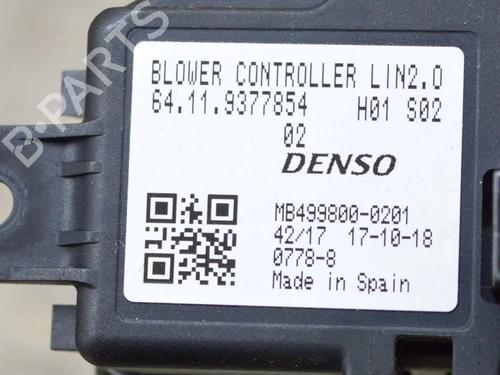 BLOWER CONTROLLER LIN2.0
64.11.9377854 H01 S02
02
DENSO
MB499800-0201
42/17 17-10-18
0778-8
Made in Spain
B-PARTS